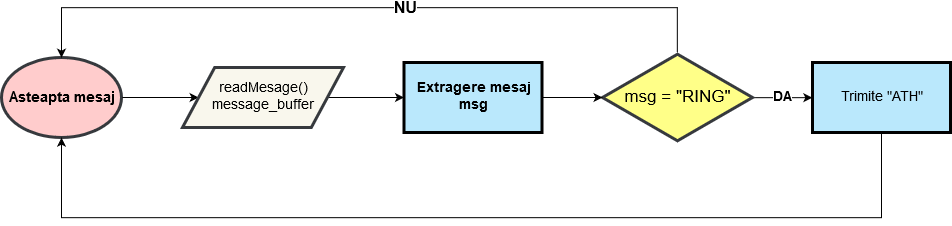 NU
Asteapta mesaj
readMesage()
message_buffer
Extragere mesaj
msg
msg = "RING"
DA
Trimite "ATH"